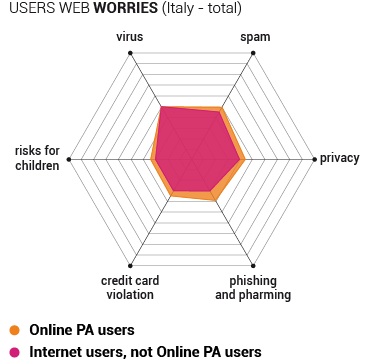 USERS WEB WORRIES (Italy - total)
virus
spam
risks for
children
privacy
credit card
violation
phishing
and pharming
Online PA users
Internet users, not Online PA users